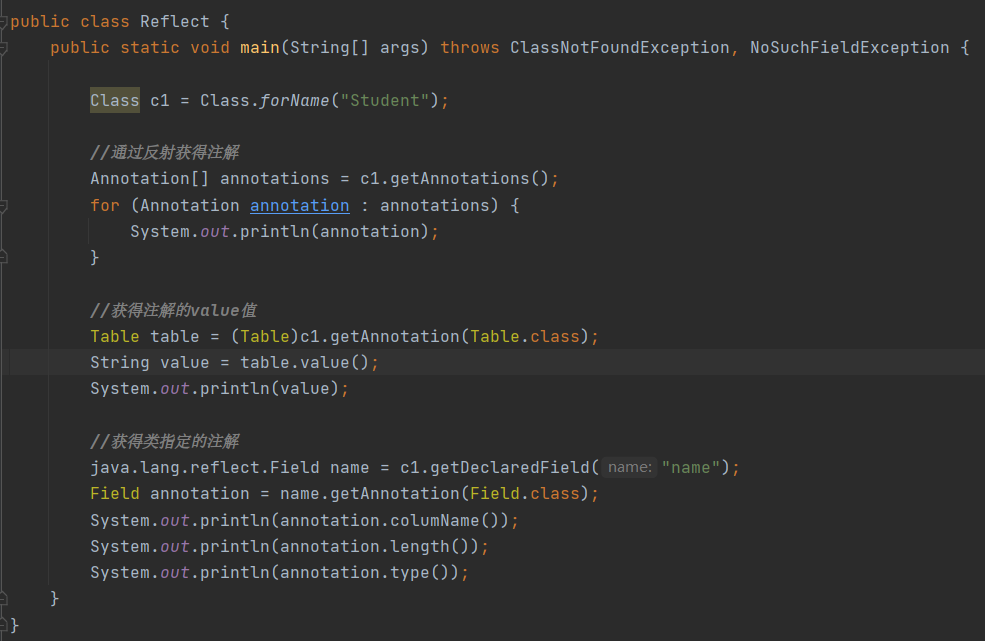 public class Reflect {
public static void main(String[] args) throws ClassNotFoundException, NoSuchFieldException {
Class c1 = Class.forName("Student");
//通过反射获得注解
Annotation[] annotations = c1.getAnnotations();
for (Annotation annotation : annotations) {
System.out.println(annotation);
}
//获得注解的value值
Table table = (Table)c1.getAnnotation(Table.class);
String value = table.value();
System.out.println(value);
//获得类指定的注解
java.lang.reflect.Field name = c1.getDeclaredField( name: "name");
Field annotation = name.getAnnotation(Field.class);
System.out.println(annotation.columName());
System.out.println(annotation.length());
System.out.println(annotation.type());
}
}